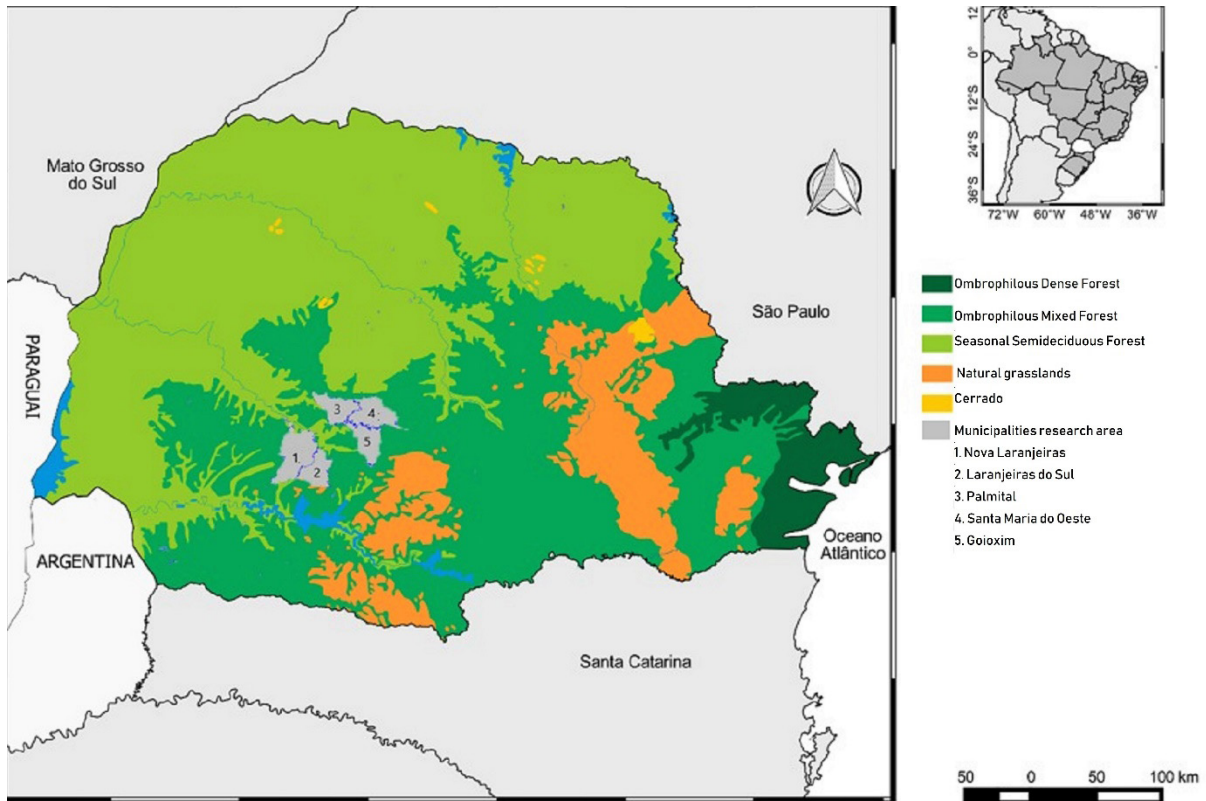 Mato Grosso
do Sul
PARAGUAI
ARGENTINA
São Paulo
Oceano
Atlântico
Santa Catarina
3
4.
5
1.
2
12
0°
12°S
24°S
36°S
72°W 60°W 48°W 36°W
Ombrophilous Dense Forest
Ombrophilous Mixed Forest
Seasonal Semideciduous Forest
Natural grasslands
Cerrado
Municipalities research area
1. Nova Laranjeiras
2. Laranjeiras do Sul
3. Palmital
4. Santa Maria do Oeste
5. Goioxim
50 0 50 100 km